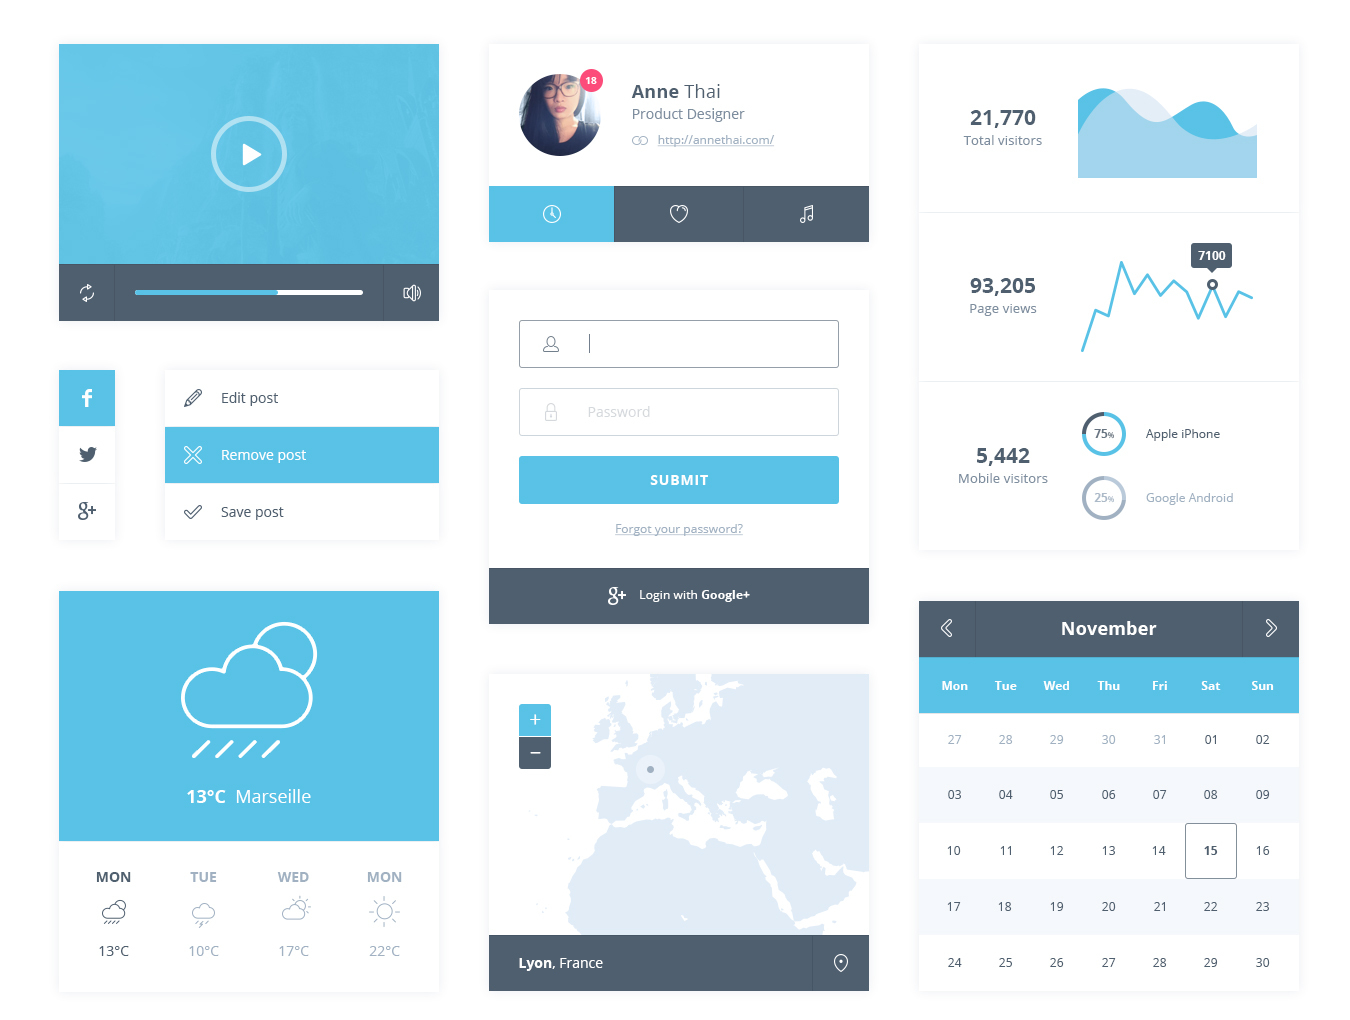 Edit post
Remove post
Save post
13°C Marseille
MON TUE WED MON
13°C 10°C 17°C 22°C
18
Anne Thai
Product Designer
http://annethai.com/
Password
SUBMIT
Forgot your password?
g+ Login with Google+
+
−
Lyon, France
21,770
Total visitors
93,205
Page views
7100
5,442
Mobile visitors
75% Apple iPhone
25% Google Android
November
Mon Tue Wed Thu Fri Sat Sun
27 28 29 30 31 01 02
03 04 05 06 07 08 09
10 11 12 13 14 15 16
17 18 19 20 21 22 23
24 25 26 27 28 29 30